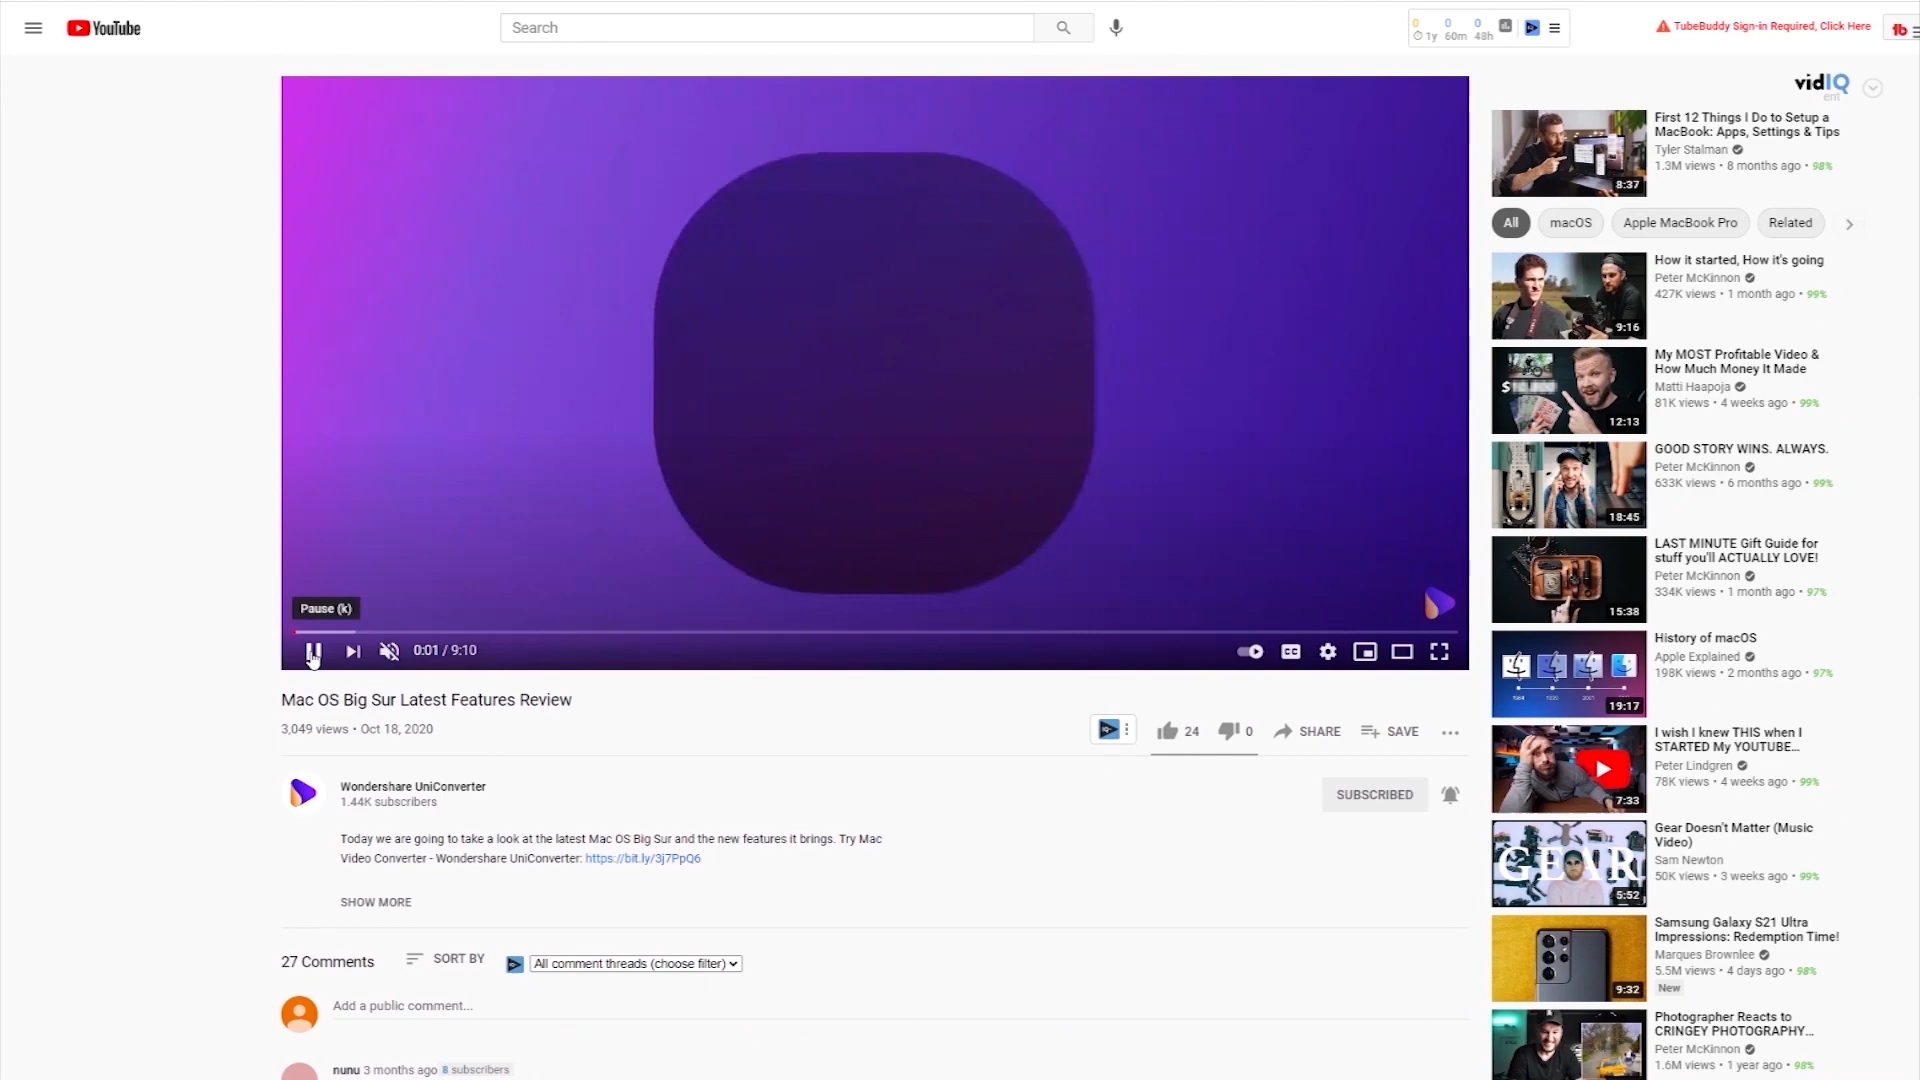 YouTube
Search
0 0 0
1y 60m 48h
TubeBuddy Sign-in Required, Click Here
tb
Pause (k)
0:01 / 9:10
CC
Mac OS Big Sur Latest Features Review
3,049 views • Oct 18, 2020
24
0
SHARE
SAVE
Wondershare UniConverter
1.44K subscribers
SUBSCRIBED
Today we are going to take a look at the latest Mac OS Big Sur and the new features it brings. Try Mac
Video Converter - Wondershare UniConverter: https://bit.ly/3j7PpQ6
SHOW MORE
27 Comments
SORT BY
All comment threads (choose filter)
Add a public comment...
nunu 3 months ago 8 subscribers
vidIQ
ent
First 12 Things I Do to Setup a
MacBook: Apps, Settings & Tips
Tyler Stalman
1.3M views • 8 months ago • 98%
8:37
All
macOS
Apple MacBook Pro
Related
How it started, How it's going
Peter McKinnon
427K views • 1 month ago • 99%
9:16
My MOST Profitable Video &
How Much Money It Made
Matti Haapoja
81K views • 4 weeks ago • 99%
$
12:13
GOOD STORY WINS. ALWAYS.
Peter McKinnon
633K views • 6 months ago • 99%
18:45
LAST MINUTE Gift Guide for
stuff you'll ACTUALLY LOVE!
Peter McKinnon
334K views • 1 month ago • 97%
15:38
History of macOS
Apple Explained
198K views • 2 months ago • 97%
19:17
I wish I knew THIS when I
STARTED My YOUTUBE...
Peter Lindgren
78K views • 4 weeks ago • 99%
7:33
Gear Doesn't Matter (Music
Video)
Sam Newton
50K views • 3 weeks ago • 99%
GEAR
5:52
Samsung Galaxy S21 Ultra
Impressions: Redemption Time!
Marques Brownlee
5.5M views • 4 days ago • 98%
New
9:32
Photographer Reacts to
CRINGEY PHOTOGRAPHY...
Peter McKinnon
1.6M views • 1 year ago • 98%